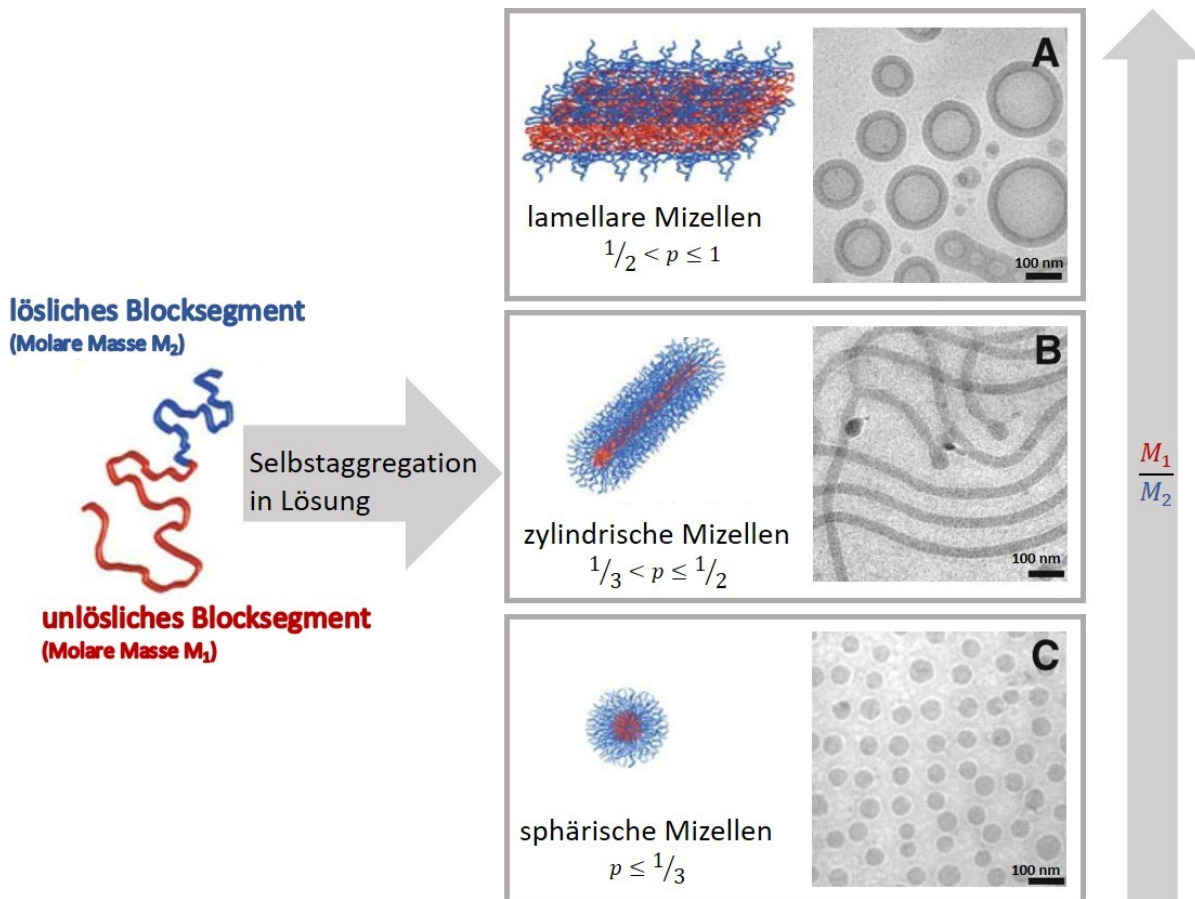 lösliches Blocksegment
(Molare Masse M₂)
unlösliches Blocksegment
(Molare Masse M₁)
Selbstaggregation
in Lösung
lamellare Mizellen
1/2 < p ≤ 1
A
100 nm
zylindrische Mizellen
1/3 < p ≤ 1/2
B
100 nm
sphärische Mizellen
p ≤ 1/3
C
100 nm
M₁
M₂